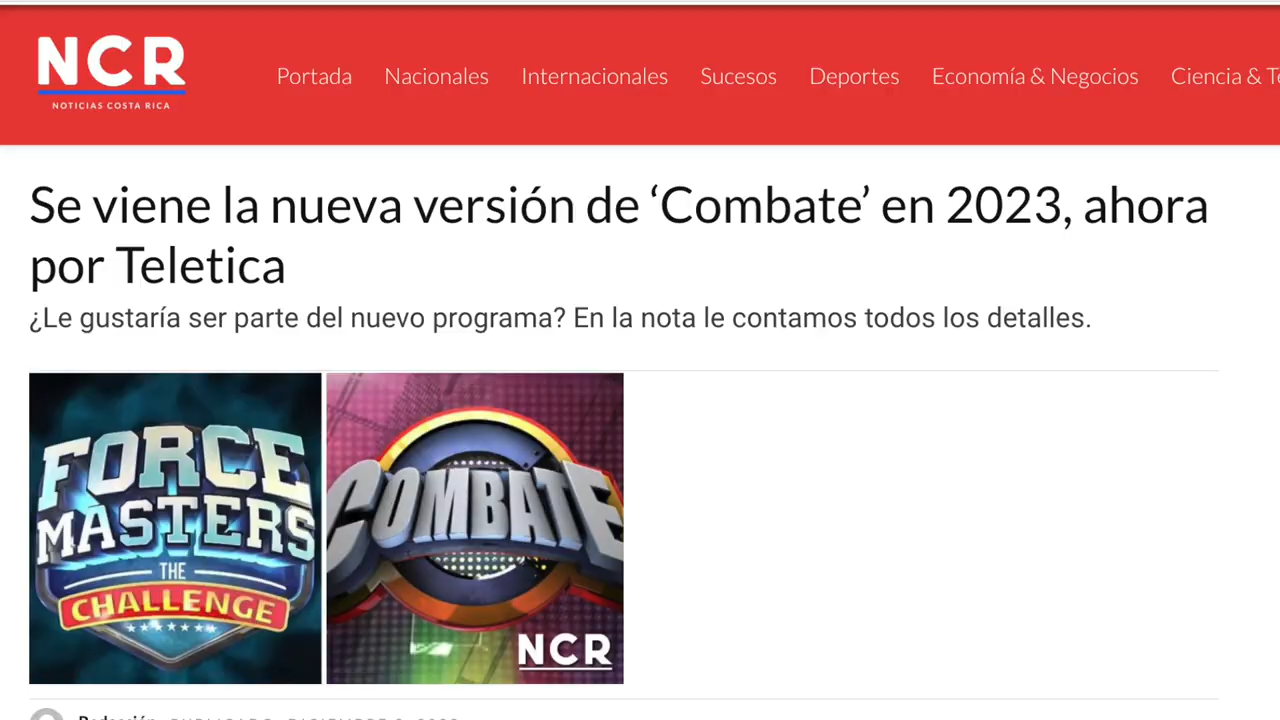 NCR
NOTICIAS COSTA RICA
Portada Nacionales Internacionales Sucesos Deportes Economía & Negocios Ciencia &
Se viene la nueva versión de ‘Combate’ en 2023, ahora
por Teletica
¿Le gustaría ser parte del nuevo programa? En la nota le contamos todos los detalles.
FORCE
MASTERS
THE
CHALLENGE
COMBATE
NCR